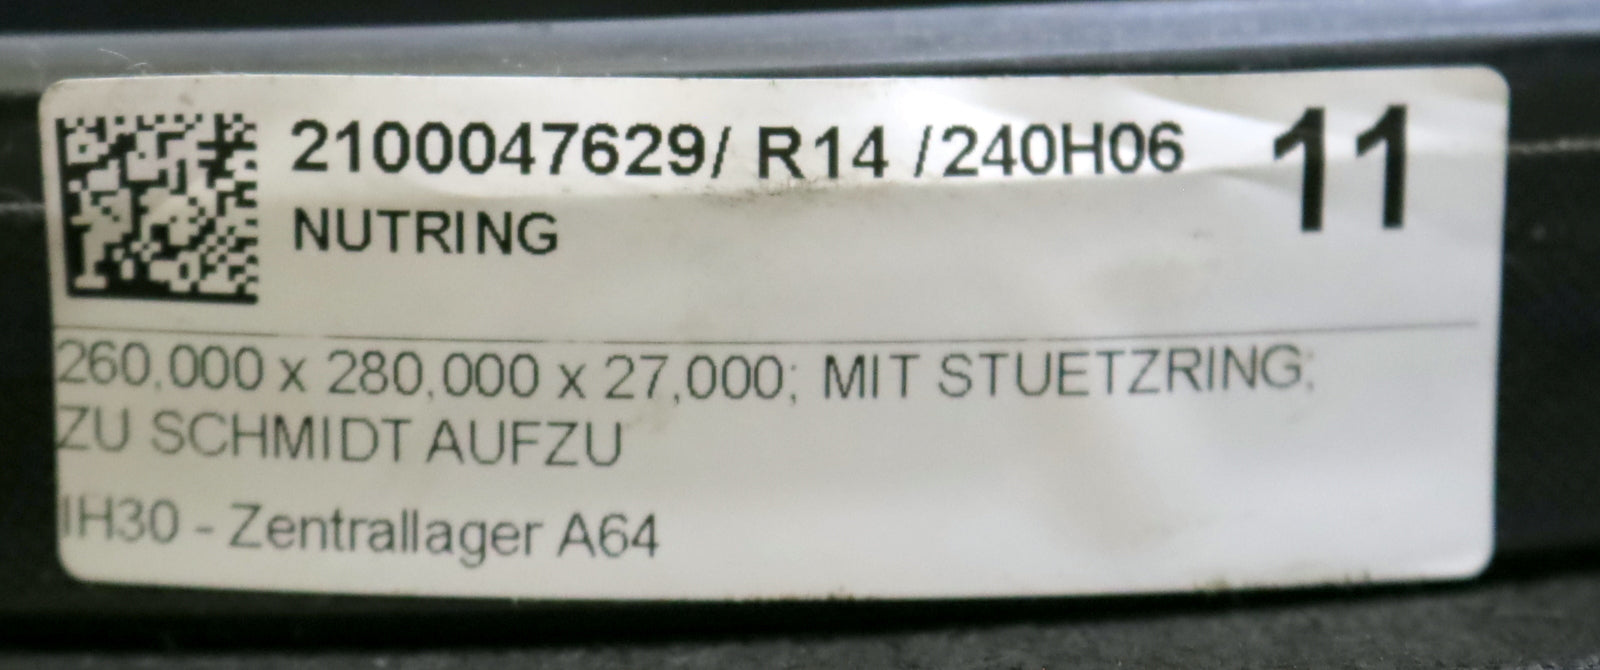 2100047629/ R14 /240H06 11
NUTRING
260,000 x 280,000 x 27,000; MIT STUETZRING;
ZU SCHMIDT AUFZU
IH30 - Zentrallager A64